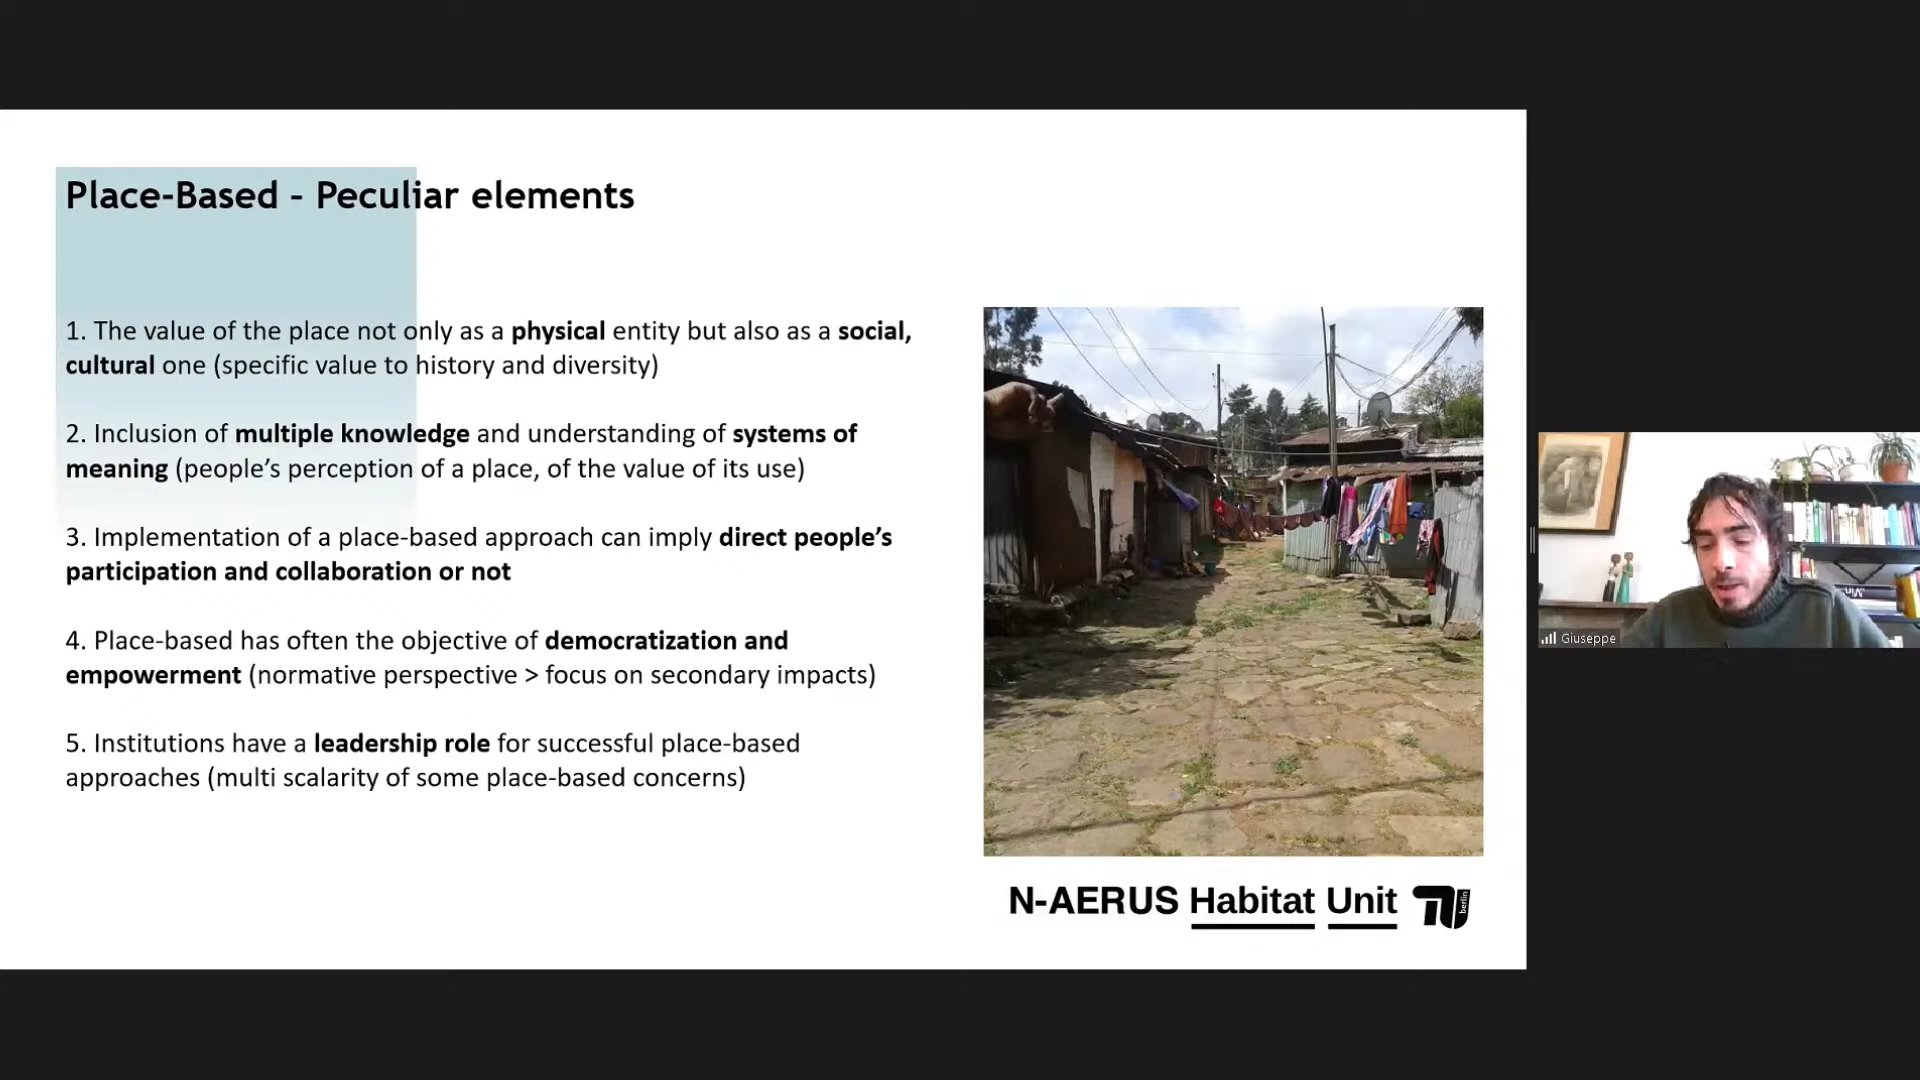 Place-Based - Peculiar elements
1. The value of the place not only as a physical entity but also as a social,
cultural one (specific value to history and diversity)
2. Inclusion of multiple knowledge and understanding of systems of
meaning (people’s perception of a place, of the value of its use)
3. Implementation of a place-based approach can imply direct people’s
participation and collaboration or not
4. Place-based has often the objective of democratization and
empowerment (normative perspective > focus on secondary impacts)
5. Institutions have a leadership role for successful place-based
approaches (multi scalarity of some place-based concerns)
N-AERUS Habitat Unit berlin
Giuseppe